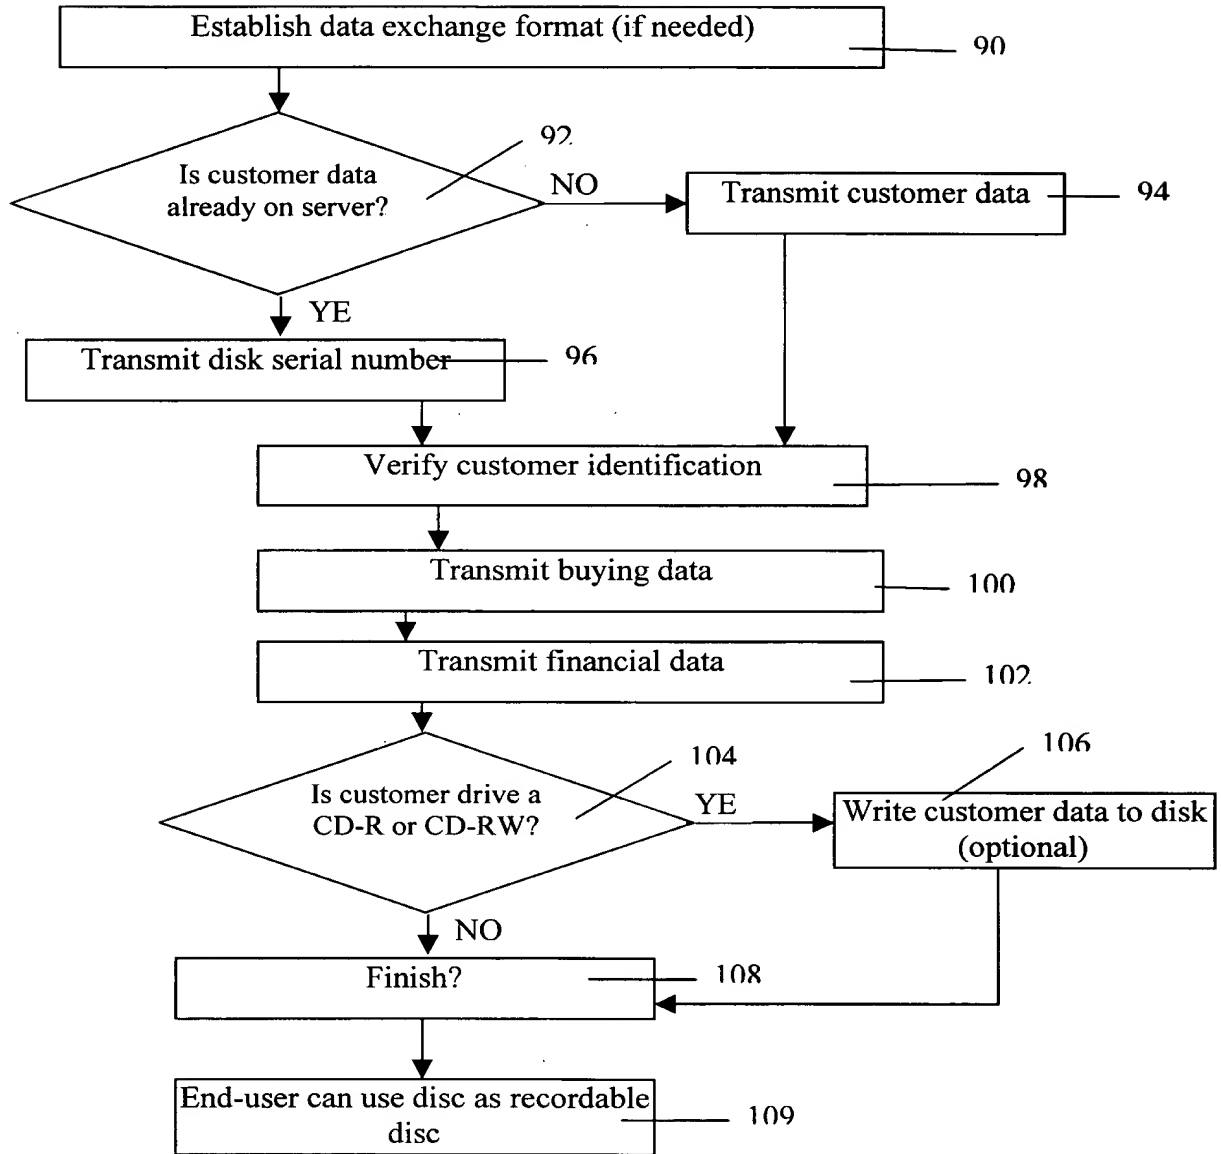 Establish data exchange format (if needed)
90
92
Is customer data
already on server?
NO
Transmit customer data
94
YE
Transmit disk serial number
96
Verify customer identification
98
Transmit buying data
100
Transmit financial data
102
104
106
Is customer drive a
CD-R or CD-RW?
YE
Write customer data to disk
(optional)
NO
Finish?
108
End-user can use disc as recordable
disc
109